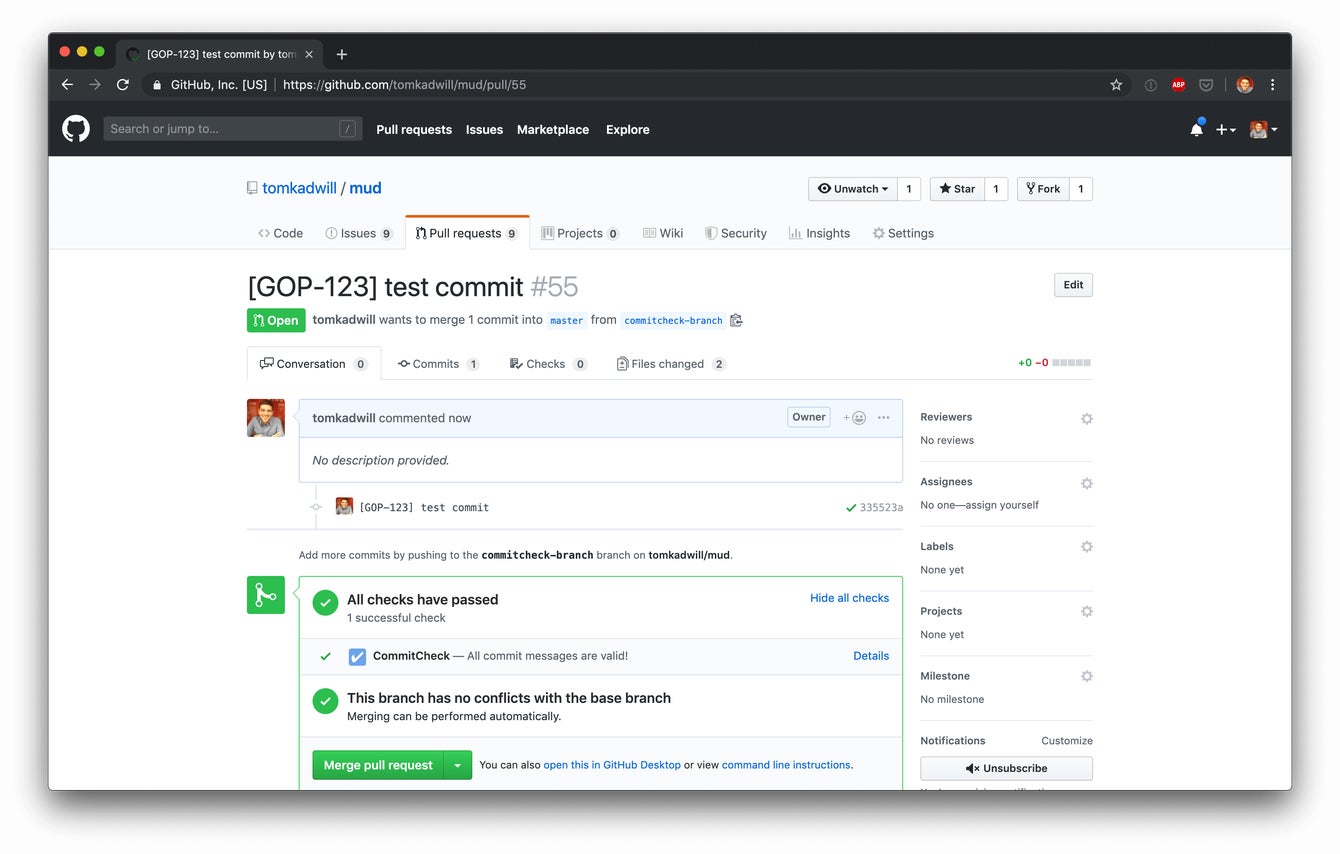 [GOP-123] test commit by tom
GitHub, Inc. [US] https://github.com/tomkadwill/mud/pull/55
ABP
Search or jump to... /
Pull requests Issues Marketplace Explore
tomkadwill / mud
Unwatch 1 Star 1 Fork 1
Code Issues 9 Pull requests 9 Projects 0 Wiki Security Insights Settings
[GOP-123] test commit #55
Edit
Open tomkadwill wants to merge 1 commit into master from commitcheck-branch
Conversation 0 Commits 1 Checks 0 Files changed 2
+0 −0
tomkadwill commented now
Owner
No description provided.
[GOP-123] test commit 335523a
Add more commits by pushing to the commitcheck-branch branch on tomkadwill/mud.
All checks have passed
Hide all checks
1 successful check
CommitCheck — All commit messages are valid!
Details
This branch has no conflicts with the base branch
Merging can be performed automatically.
Merge pull request
You can also open this in GitHub Desktop or view command line instructions.
Reviewers
No reviews
Assignees
No one—assign yourself
Labels
None yet
Projects
None yet
Milestone
No milestone
Notifications Customize
Unsubscribe